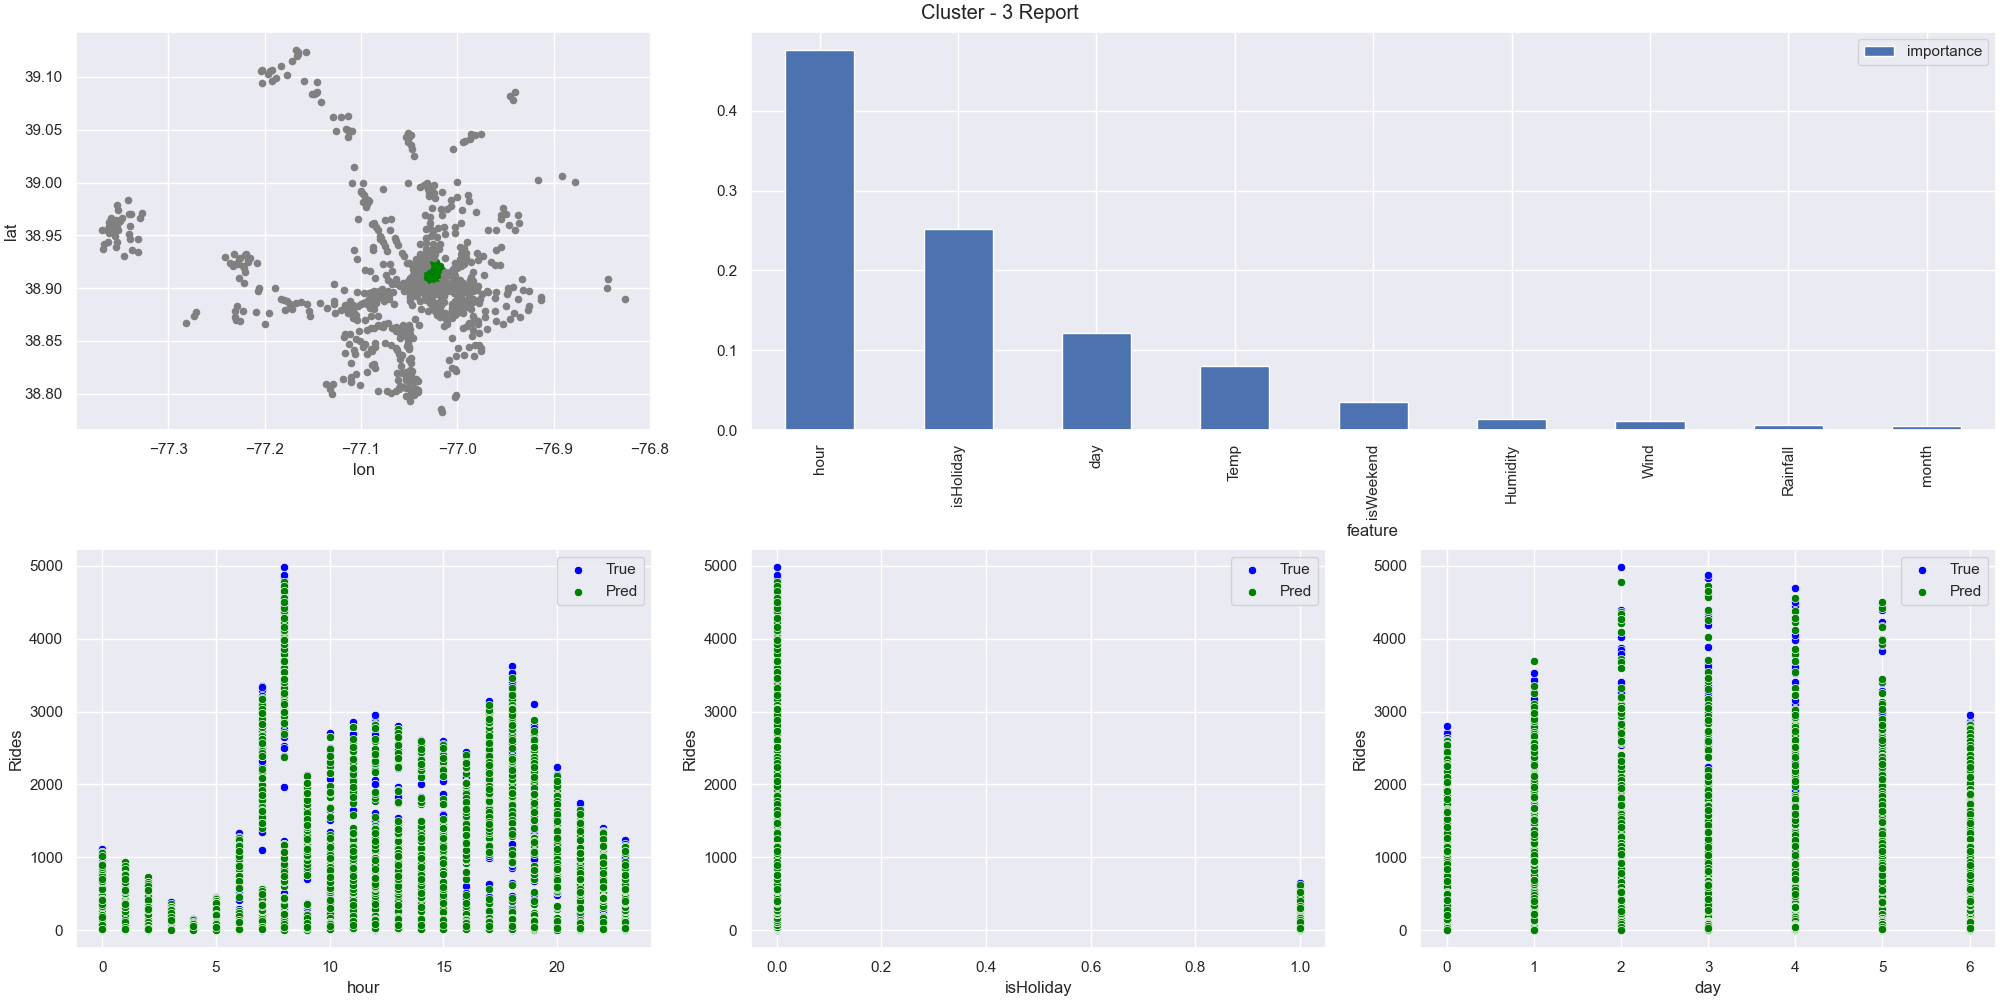 Cluster - 3 Report
39.10
39.05
39.00
38.95
38.90
38.85
38.80
lat
−77.3 −77.2 −77.1 −77.0 −76.9 −76.8
lon
importance
0.4
0.3
0.2
0.1
0.0
hour isHoliday day Temp isWeekend Humidity Wind Rainfall month
feature
True
Pred
5000
4000
3000
2000
1000
0
Rides
0 5 10 15 20
hour
True
Pred
5000
4000
3000
2000
1000
0
Rides
0.0 0.2 0.4 0.6 0.8 1.0
isHoliday
True
Pred
5000
4000
3000
2000
1000
0
Rides
0 1 2 3 4 5 6
day